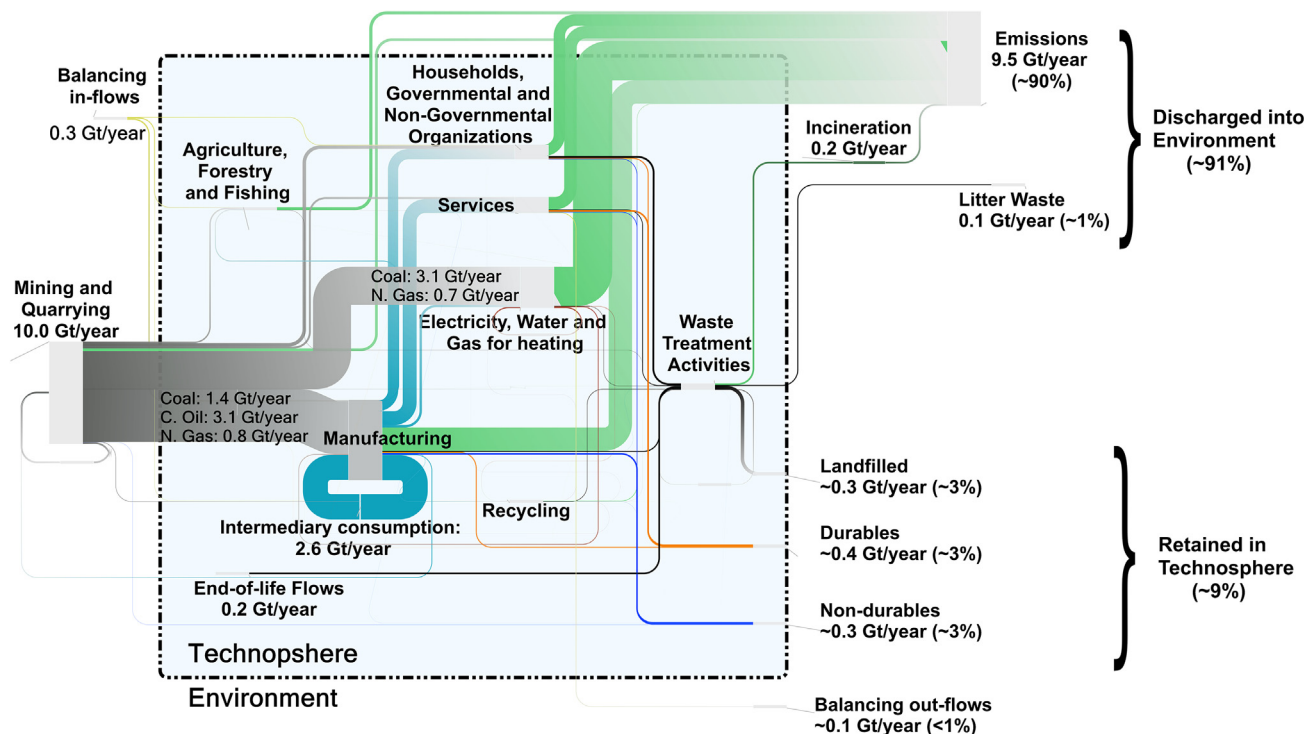 Emissions
9.5 Gt/year
(~90%)
Balancing
in-flows
0.3 Gt/year
Households,
Governmental and
Non-Governmental
Organizations
Discharged into
Environment
(~91%)
Incineration
0.2 Gt/year
Agriculture,
Forestry
and Fishing
Litter Waste
0.1 Gt/year (~1%)
Services
Mining and
Quarrying
10.0 Gt/year
Coal: 3.1 Gt/year
N. Gas: 0.7 Gt/year
Electricity, Water and
Gas for heating
Waste
Treatment
Activities
Coal: 1.4 Gt/year
C. Oil: 3.1 Gt/year
N. Gas: 0.8 Gt/year
Manufacturing
Landfilled
~0.3 Gt/year (~3%)
Recycling
Intermediary consumption:
2.6 Gt/year
Durables
~0.4 Gt/year (~3%)
Retained in
Technosphere
(~9%)
End-of-life Flows
0.2 Gt/year
Non-durables
~0.3 Gt/year (~3%)
Technopshere
Environment
Balancing out-flows
~0.1 Gt/year (<1%)